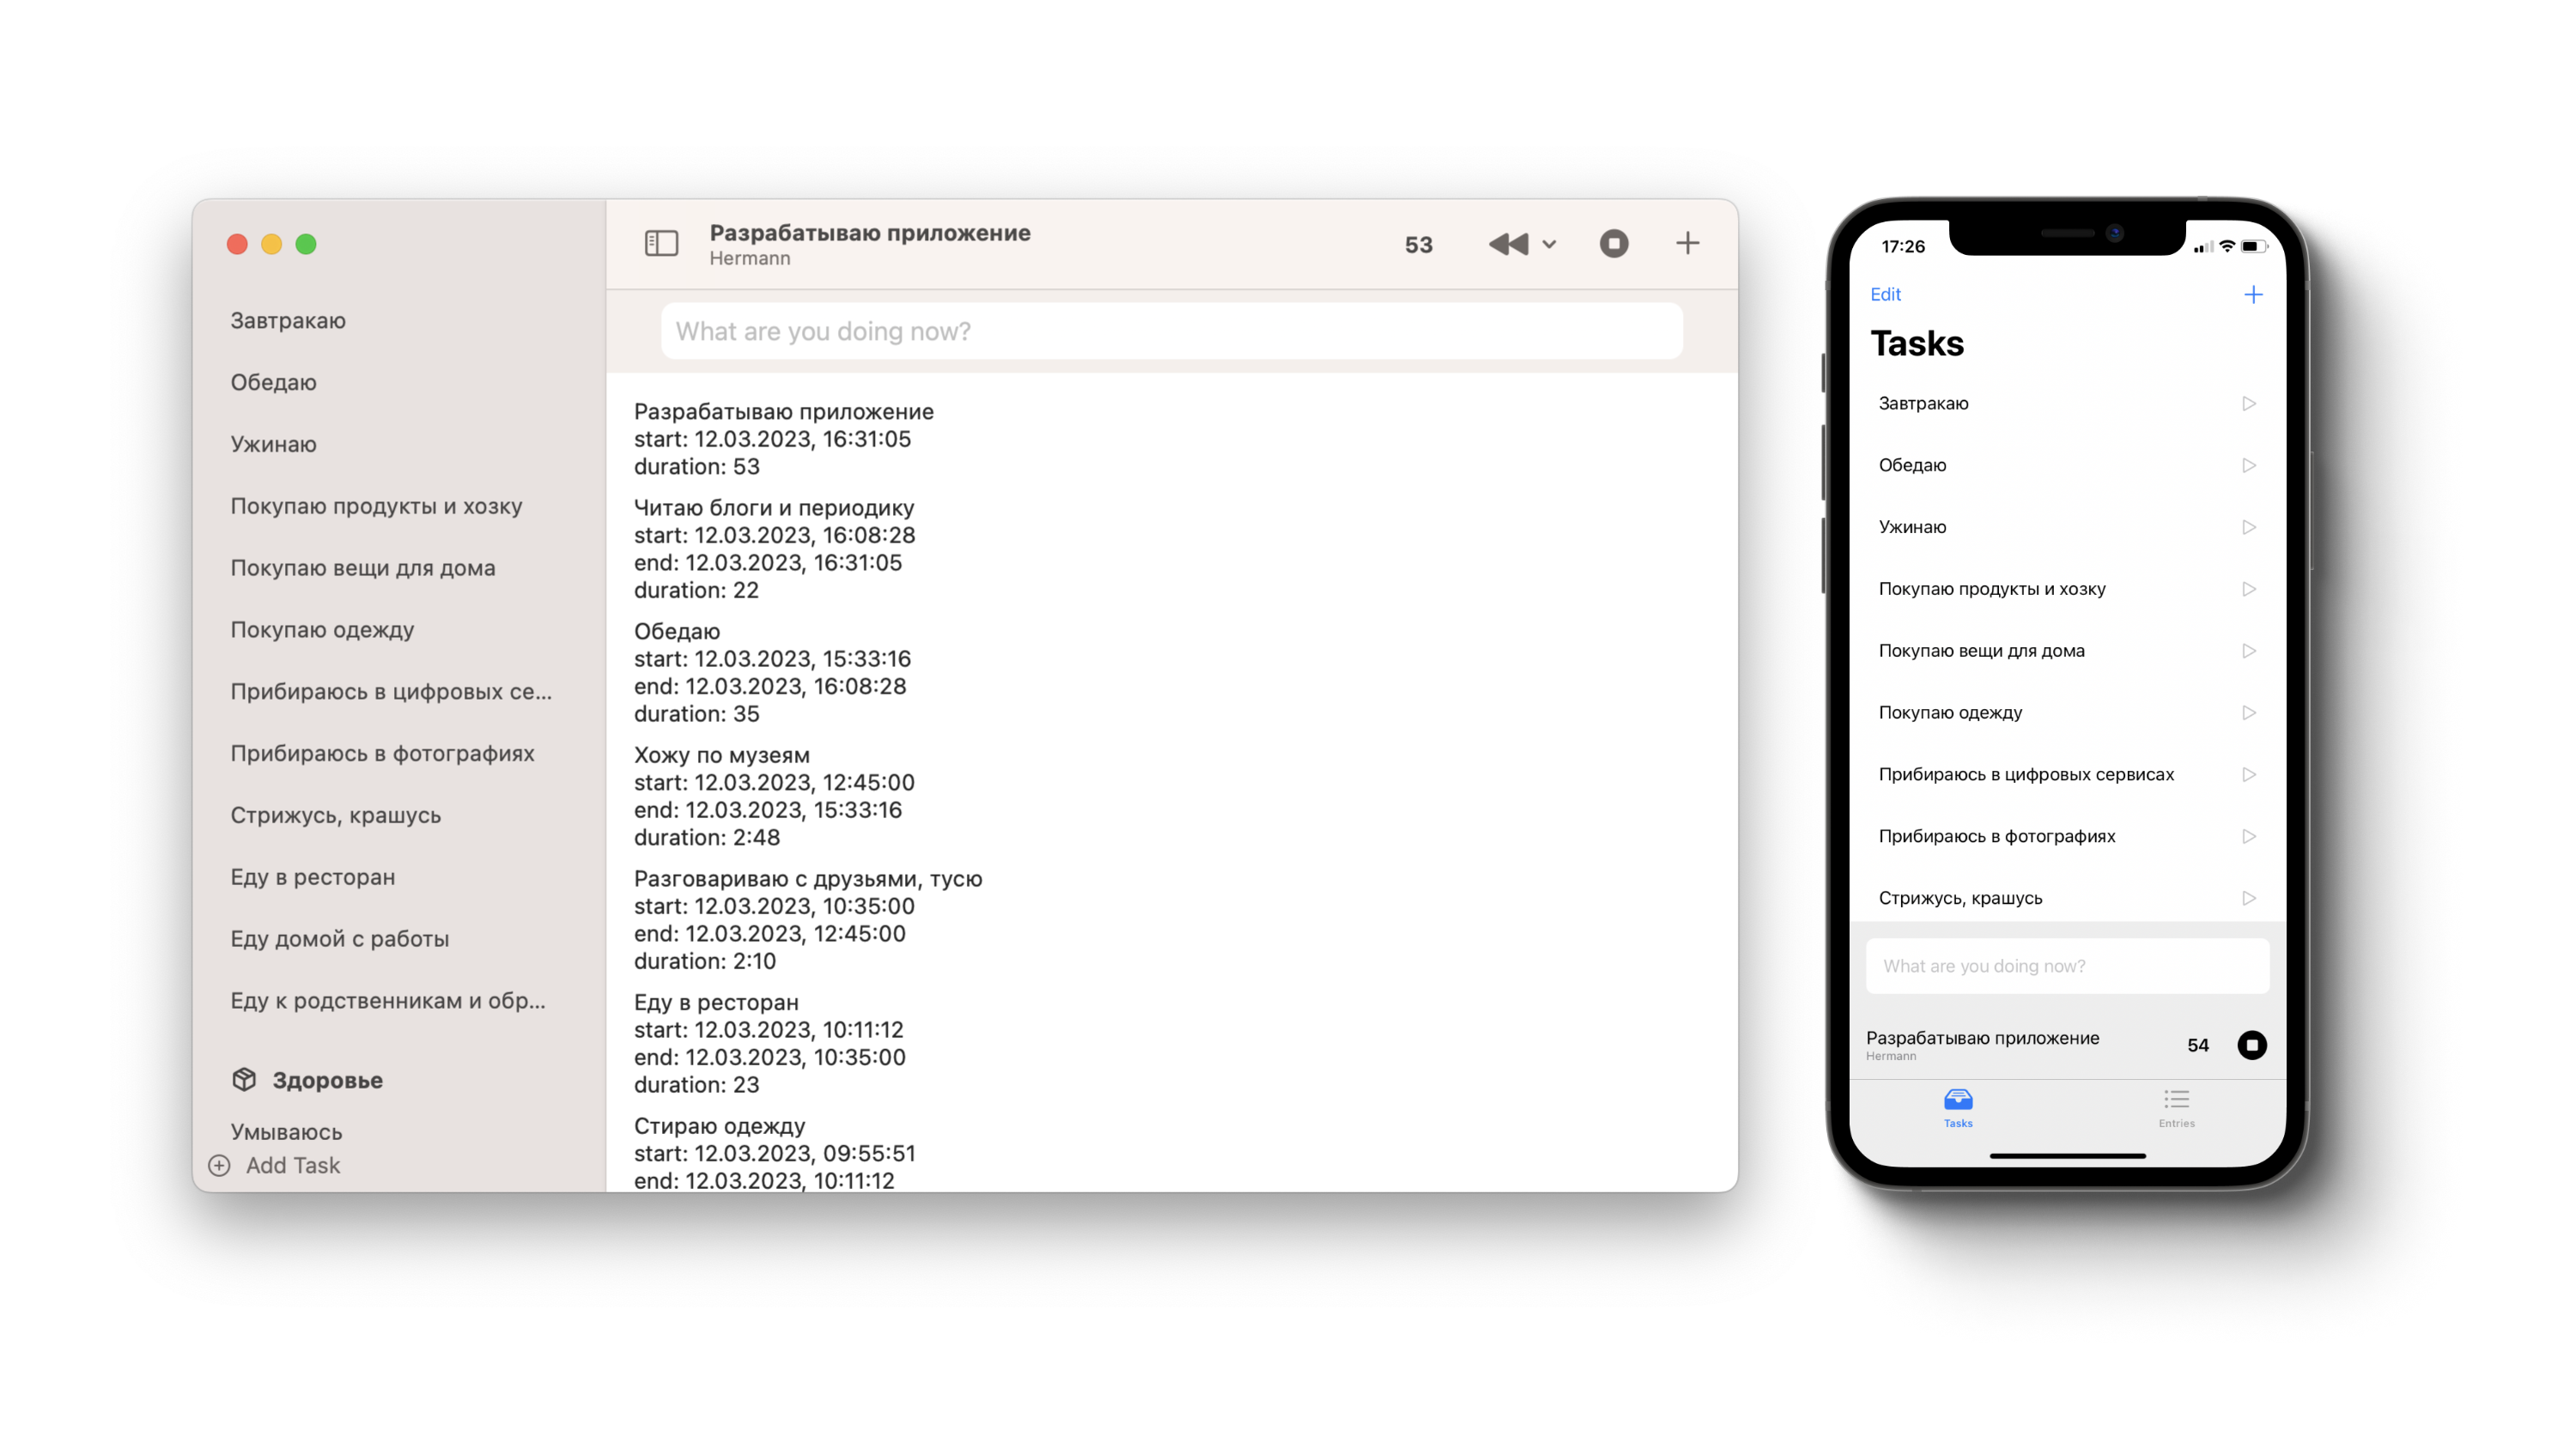 Завтракаю
Обедаю
Ужинаю
Покупаю продукты и хозку
Покупаю вещи для дома
Покупаю одежду
Прибираюсь в цифровых се...
Прибираюсь в фотографиях
Стрижусь, крашусь
Еду в ресторан
Еду домой с работы
Еду к родственникам и обр...
Здоровье
Умываюсь
Add Task
Разрабатываю приложение
Hermann
53
What are you doing now?
Разрабатываю приложение
start: 12.03.2023, 16:31:05
duration: 53
Читаю блоги и периодику
start: 12.03.2023, 16:08:28
end: 12.03.2023, 16:31:05
duration: 22
Обедаю
start: 12.03.2023, 15:33:16
end: 12.03.2023, 16:08:28
duration: 35
Хожу по музеям
start: 12.03.2023, 12:45:00
end: 12.03.2023, 15:33:16
duration: 2:48
Разговариваю с друзьями, тусю
start: 12.03.2023, 10:35:00
end: 12.03.2023, 12:45:00
duration: 2:10
Еду в ресторан
start: 12.03.2023, 10:11:12
end: 12.03.2023, 10:35:00
duration: 23
Стираю одежду
start: 12.03.2023, 09:55:51
end: 12.03.2023, 10:11:12
17:26
Edit
Tasks
Завтракаю
Обедаю
Ужинаю
Покупаю продукты и хозку
Покупаю вещи для дома
Покупаю одежду
Прибираюсь в цифровых сервисах
Прибираюсь в фотографиях
Стрижусь, крашусь
What are you doing now?
Разрабатываю приложение
Hermann
54
Tasks
Entries